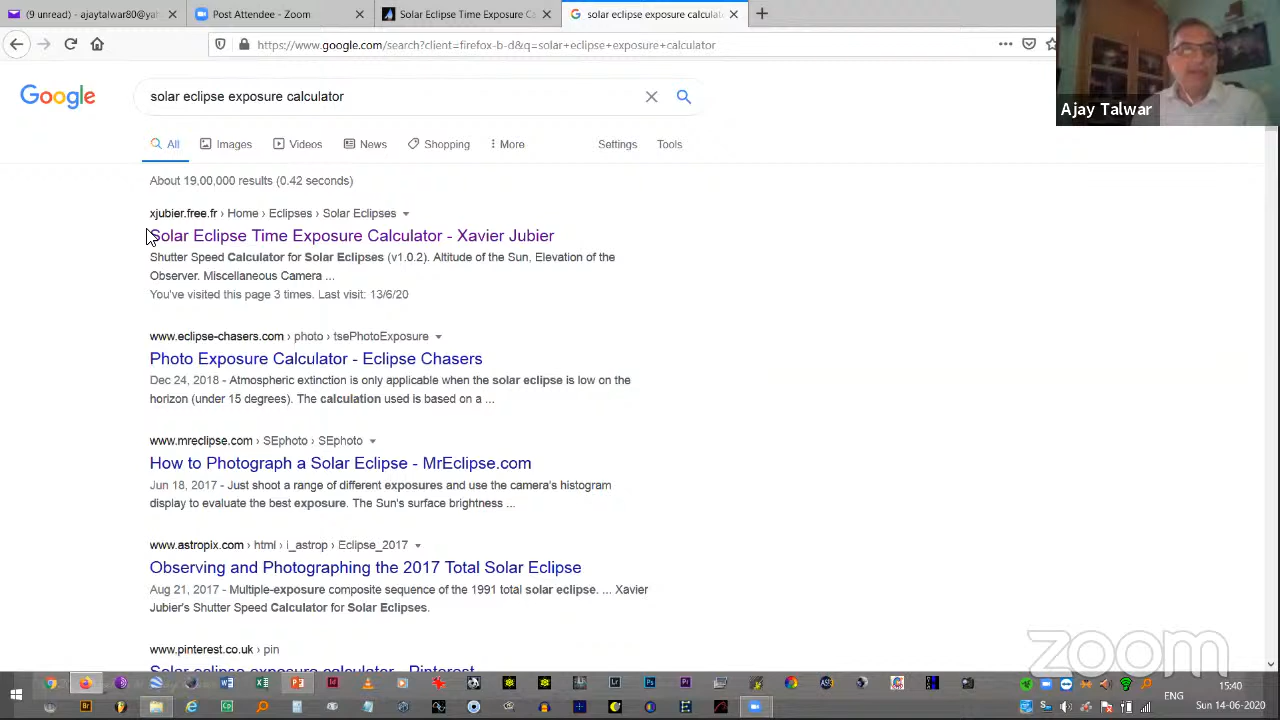 (9 unread) - ajaytalwar80@yah
Post Attendee - Zoom
Solar Eclipse Time Exposure Ca
solar eclipse exposure calculato
https://www.google.com/search?client=firefox-b-d&q=solar+eclipse+exposure+calculator
Ajay Talwar
Google
solar eclipse exposure calculator
All
Images
Videos
News
Shopping
More
Settings
Tools
About 19,00,000 results (0.42 seconds)
xjubier.free.fr › Home › Eclipses › Solar Eclipses
Solar Eclipse Time Exposure Calculator - Xavier Jubier
Shutter Speed Calculator for Solar Eclipses (v1.0.2). Altitude of the Sun, Elevation of the
Observer. Miscellaneous Camera ...
You've visited this page 3 times. Last visit: 13/6/20
www.eclipse-chasers.com › photo › tsePhotoExposure
Photo Exposure Calculator - Eclipse Chasers
Dec 24, 2018 - Atmospheric extinction is only applicable when the solar eclipse is low on the
horizon (under 15 degrees). The calculation used is based on a ...
www.mreclipse.com › SEphoto › SEphoto
How to Photograph a Solar Eclipse - MrEclipse.com
Jun 18, 2017 - Just shoot a range of different exposures and use the camera's histogram
display to evaluate the best exposure. The Sun's surface brightness ...
www.astropix.com › html › i_astrop › Eclipse_2017
Observing and Photographing the 2017 Total Solar Eclipse
Aug 21, 2017 - Multiple-exposure composite sequence of the 1991 total solar eclipse. ... Xavier
Jubier's Shutter Speed Calculator for Solar Eclipses.
www.pinterest.co.uk › pin
Solar eclipse exposure calculator - Pinterest
zoom
ENG
15:40
Sun 14-06-2020